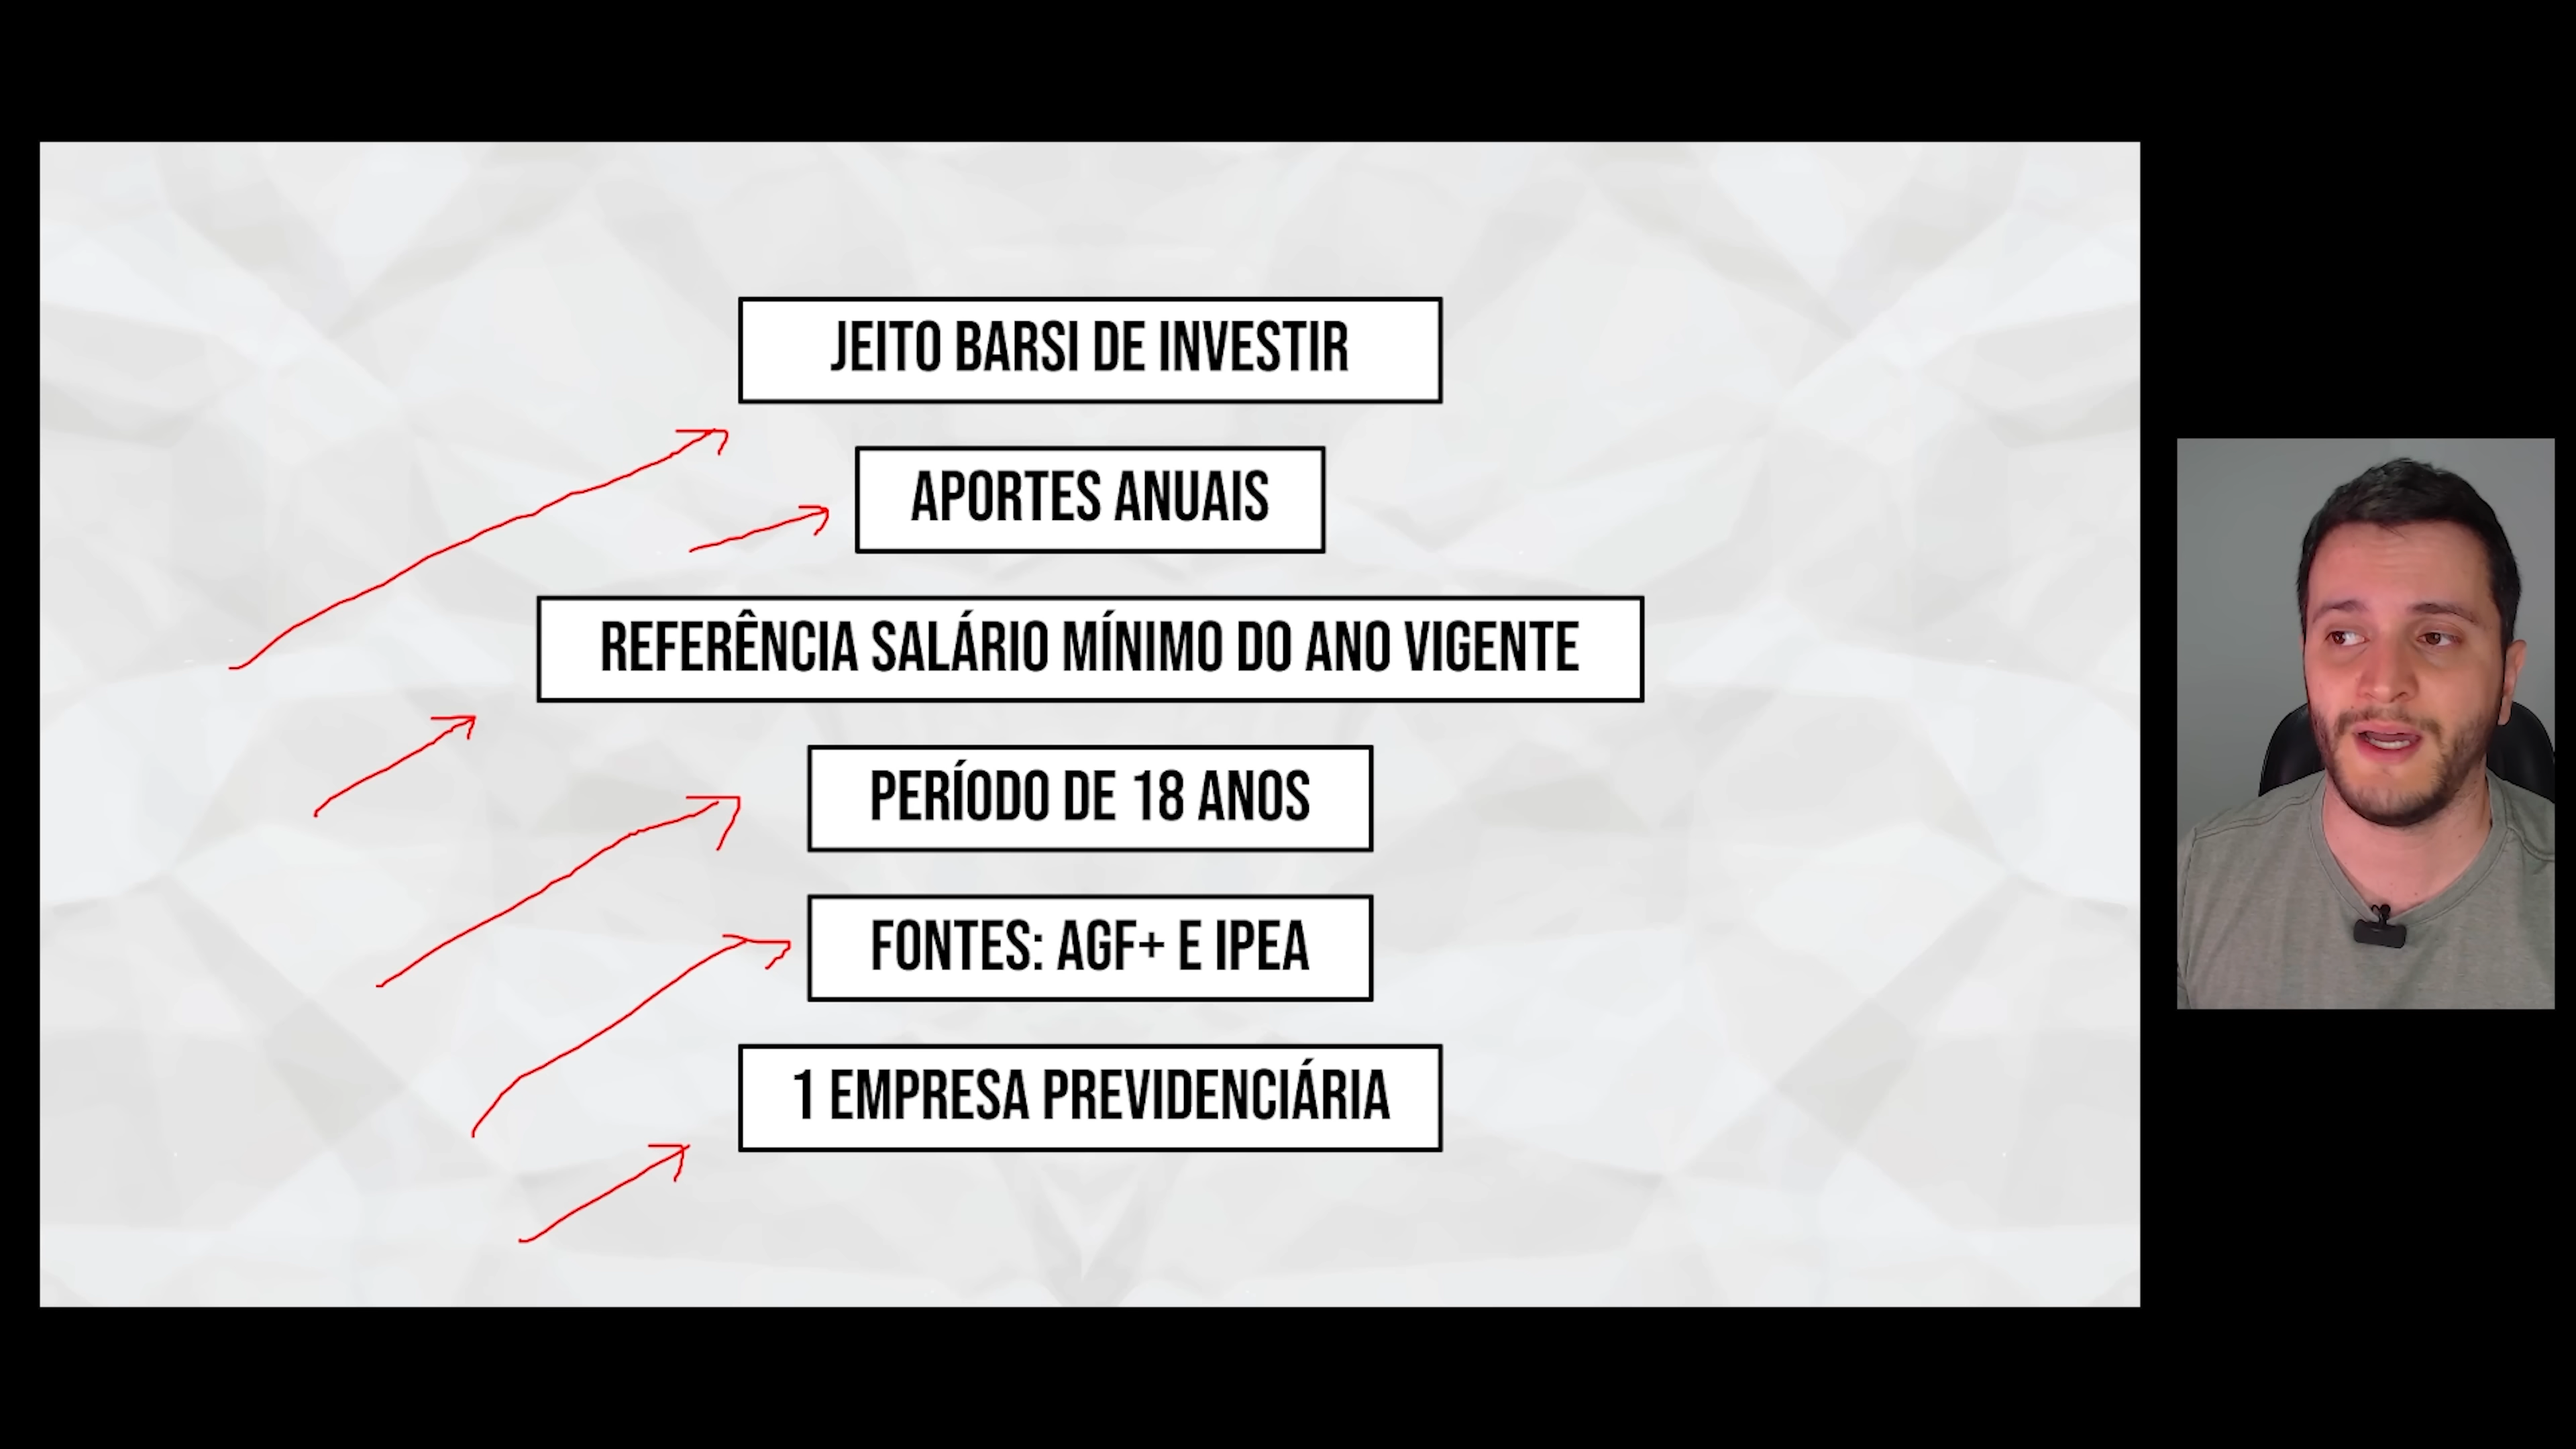 JEITO BARSI DE INVESTIR
APORTES ANUAIS
REFERÊNCIA SALÁRIO MÍNIMO DO ANO VIGENTE
PERÍODO DE 18 ANOS
FONTES: AGF+ E IPEA
1 EMPRESA PREVIDENCIÁRIA